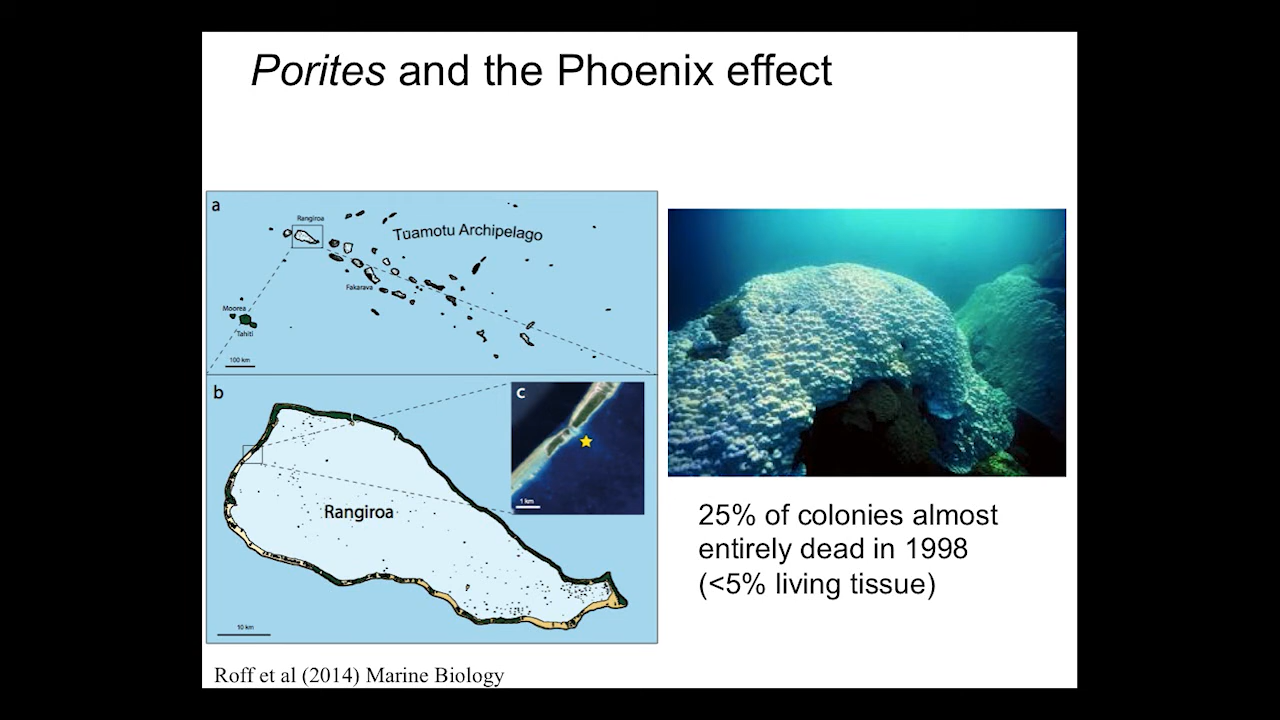 Porites and the Phoenix effect
a
Rangiroa
Tuamotu Archipelago
Fakarava
Moorea
Tahiti
100 km
b
c
1 km
Rangiroa
10 km
25% of colonies almost
entirely dead in 1998
(<5% living tissue)
Roff et al (2014) Marine Biology